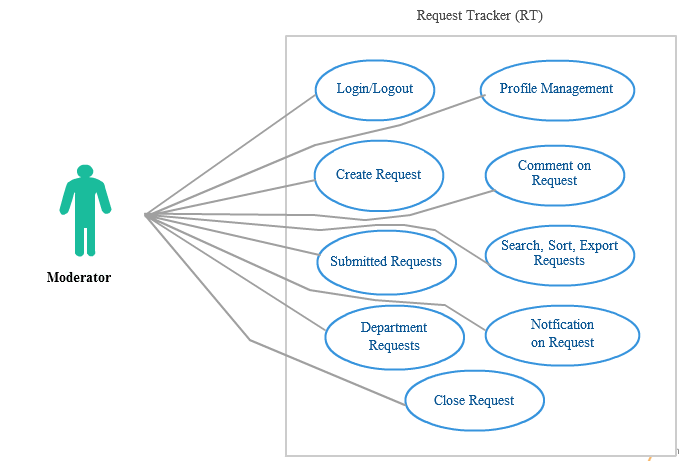 Request Tracker (RT)
Login/Logout
Profile Management
Create Request
Comment on
Request
Submitted Requests
Search, Sort, Export
Requests
Department
Requests
Notfication
on Request
Close Request
Moderator